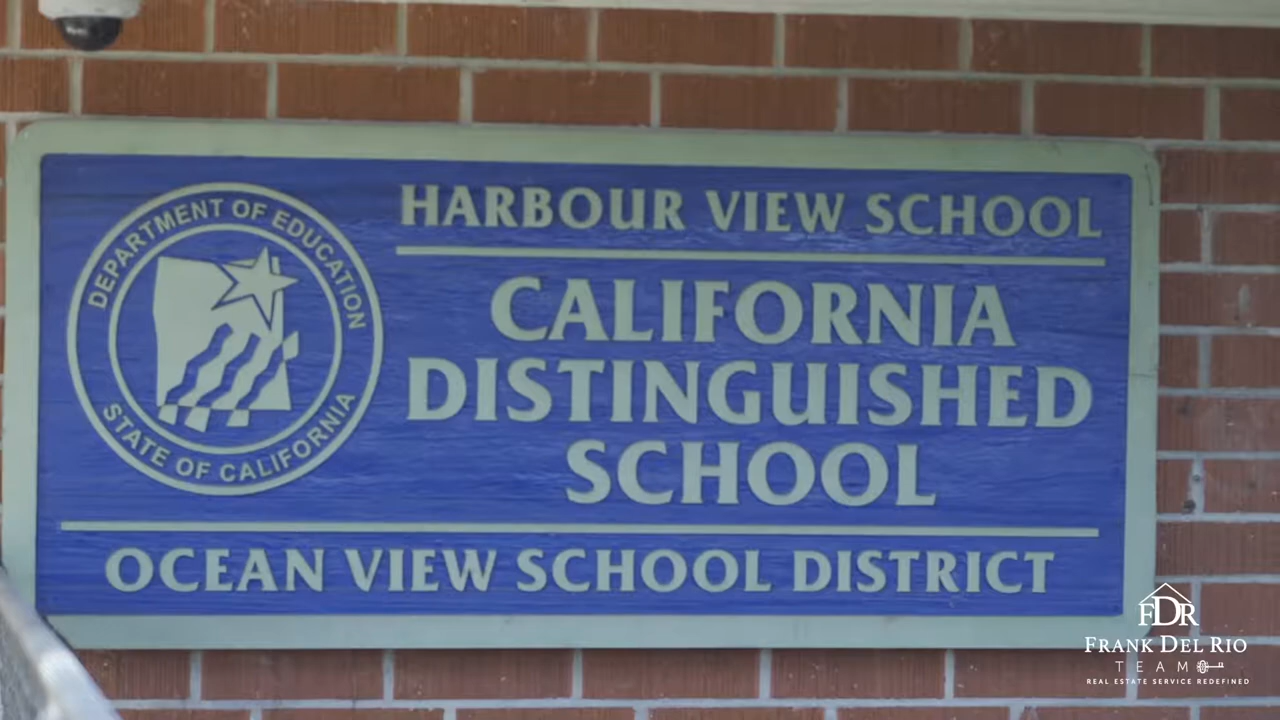 DEPARTMENT OF EDUCATION
STATE OF CALIFORNIA
HARBOUR VIEW SCHOOL
CALIFORNIA
DISTINGUISHED
SCHOOL
OCEAN VIEW SCHOOL DISTRICT
FDR
FRANK DEL RIO
TEAM
REAL ESTATE SERVICE REDEFINED